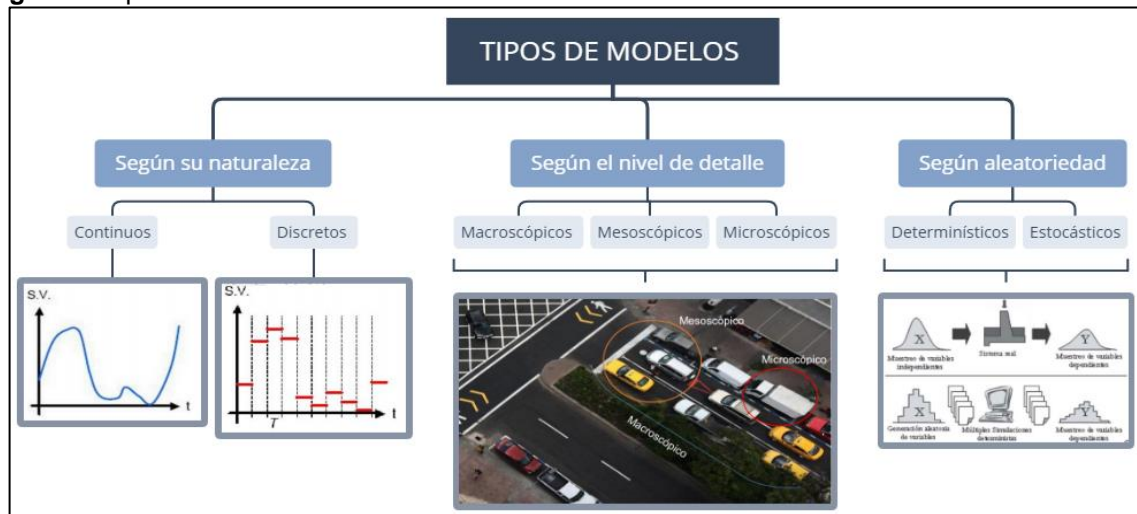 TIPOS DE MODELOS
Según su naturaleza
Según el nivel de detalle
Según aleatoriedad
Continuos
Discretos
Macroscópicos
Mesoscópicos
Microscópicos
Determinísticos
Estocásticos
S.V.
t
S.V.
t
T
Mesoscópico
Microscópico
Macroscópico
X
Muestreo de variables
independientes
Sistema real
Y
Muestreo de variables
dependientes
X
Generación aleatoria
de variables
Múltiples Simulaciones
deterministas
Y
Muestreo de variables
dependientes